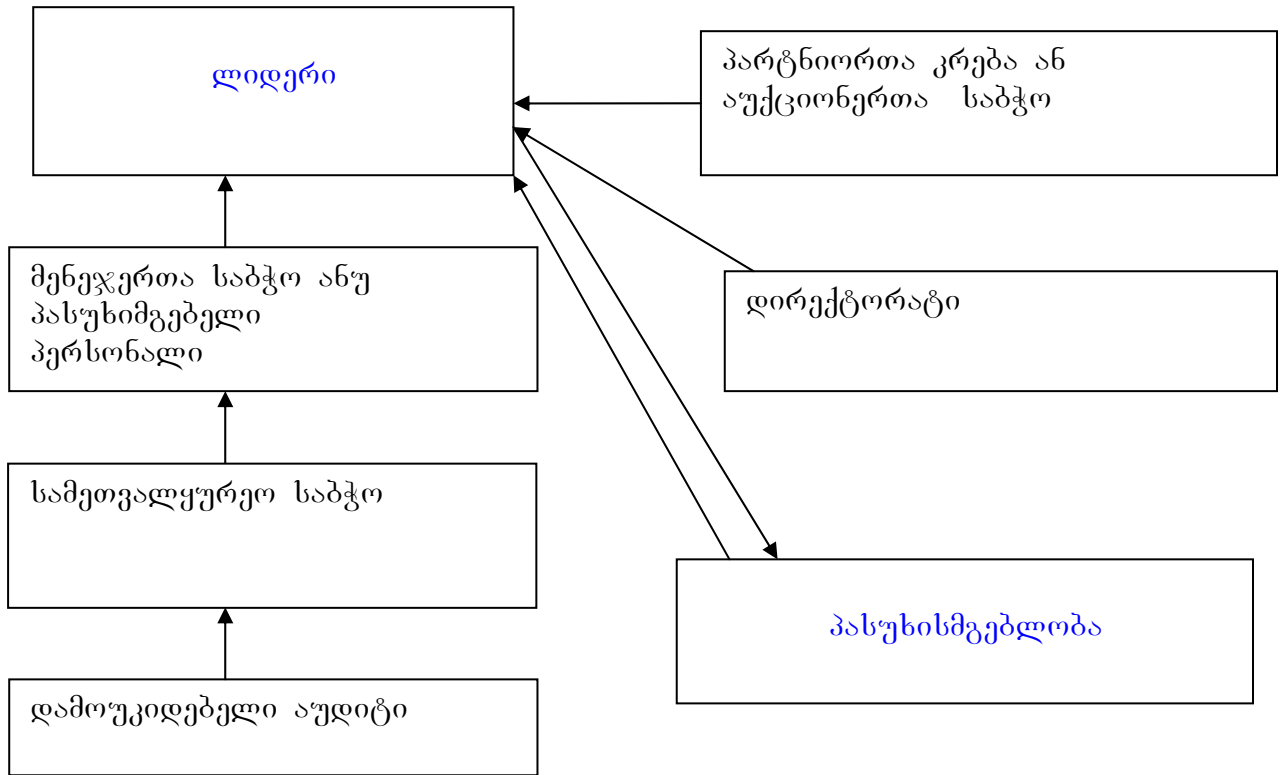 ლიდერი
პარტნიორთა კრება ან
აუქციონერთა საბჭო
მენეჯერთა საბჭო ანუ
პასუხიმგებელი
პერსონალი
დირექტორატი
სამეთვალყურეო საბჭო
პასუხისმგებლობა
დამოუკიდებელი აუდიტი